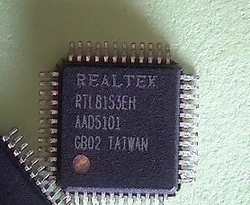 REALTEK
RTL8153EH
AAD5101
GB02 TAIWAN